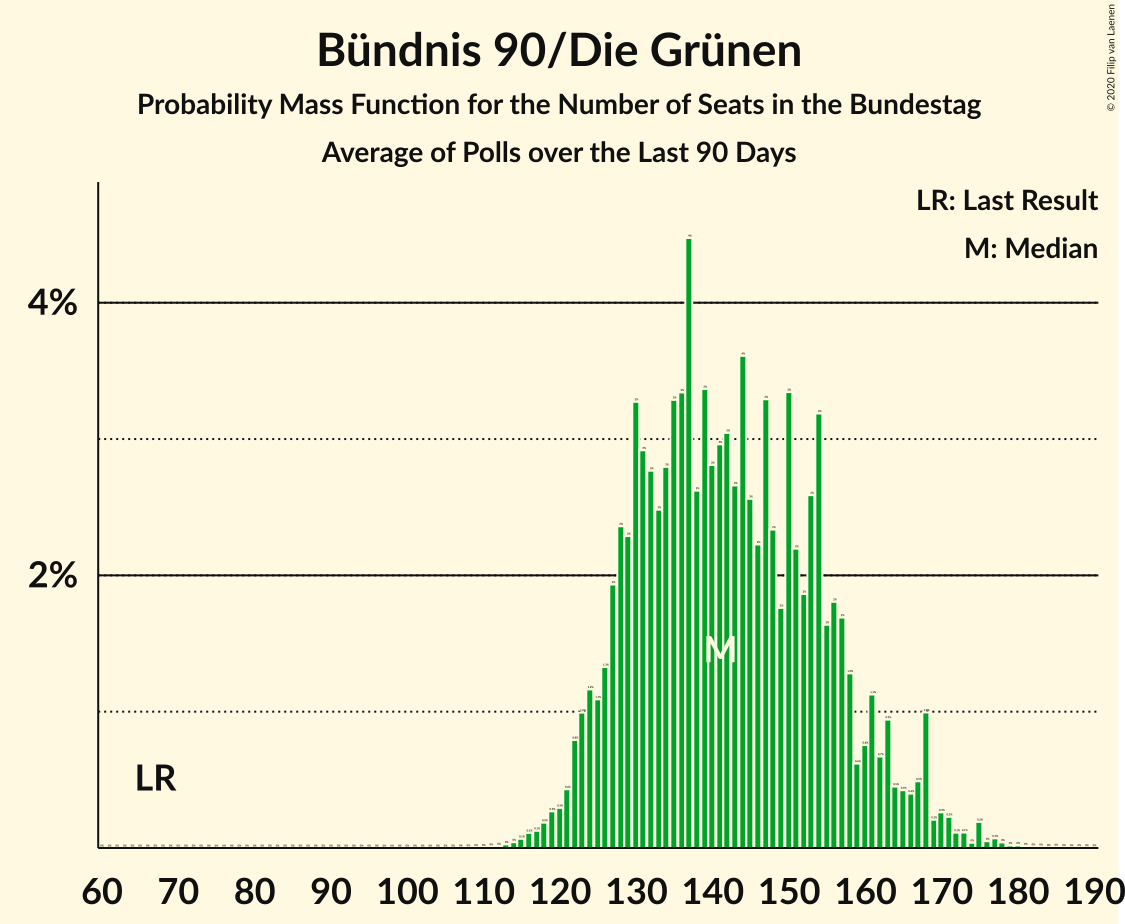 Bündnis 90/Die Grünen
Probability Mass Function for the Number of Seats in the Bundestag
Average of Polls over the Last 90 Days
© 2020 Filip van Laenen
LR: Last Result
M: Median
4%
2%
LR
M
60 70 80 90 100 110 120 130 140 150 160 170 180 190